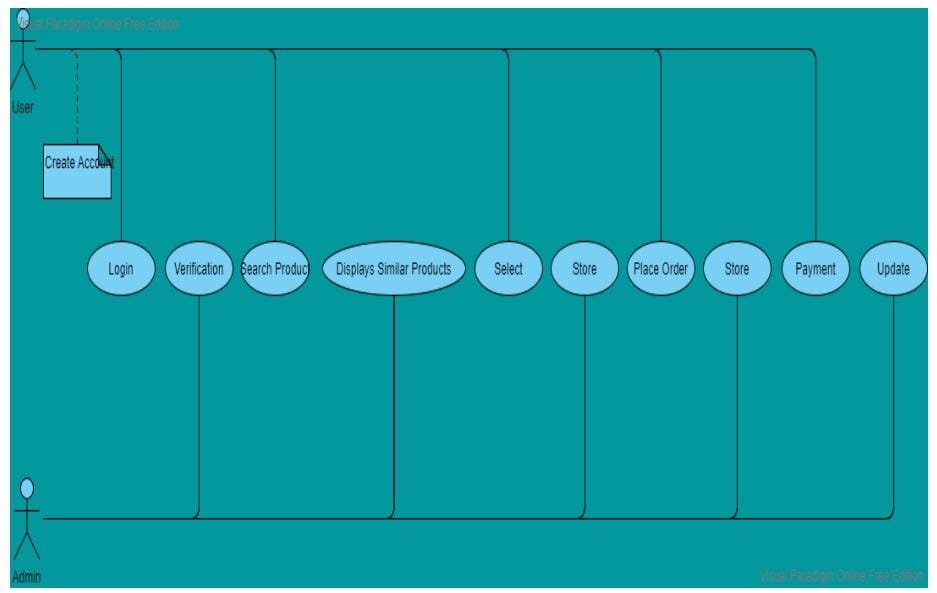 Visual Paradigm Online Free Edition
User
Create Account
Login
Verification
Search Product
Displays Similar Products
Select
Store
Place Order
Store
Payment
Update
Admin
Visual Paradigm Online Free Edition